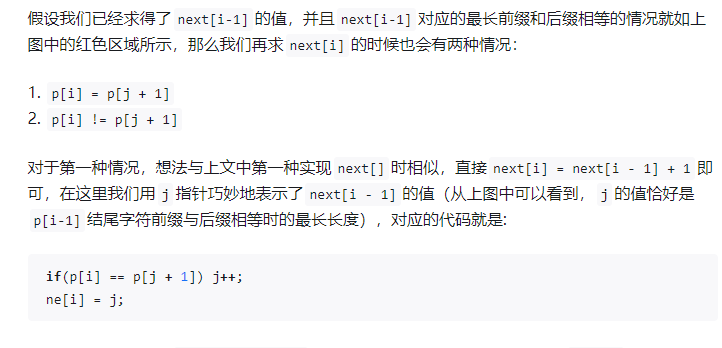 假设我们已经求得了 next[i-1] 的值，并且 next[i-1] 对应的最长前缀和后缀相等的情况就如上
图中的红色区域所示，那么我们再求 next[i] 的时候也会有两种情况：
1. p[i] = p[j + 1]
2. p[i] != p[j + 1]
对于第一种情况，想法与上文中第一种实现 next[] 时相似，直接 next[i] = next[i - 1] + 1 即
可，在这里我们用 j 指针巧妙地表示了 next[i - 1] 的值（从上图中可以看到， j 的值恰好是
p[i-1] 结尾字符前缀与后缀相等时的最长长度），对应的代码就是:
if(p[i] == p[j + 1]) j++;
ne[i] = j;